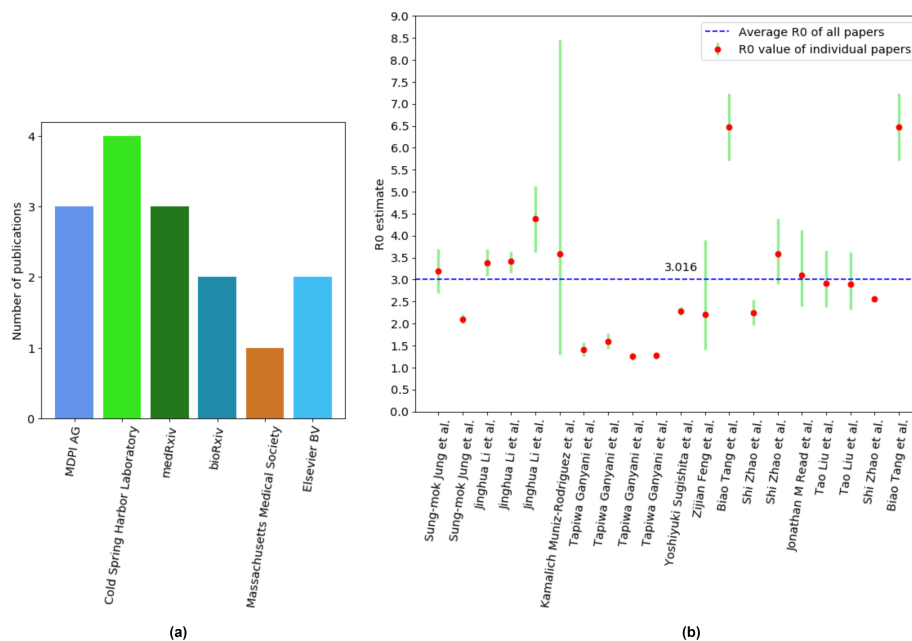 4
3
2
1
0
Number of publications
MDPI AG
Cold Spring Harbor Laboratory
medRxiv
bioRxiv
Massachusetts Medical Society
Elsevier BV
(a)
9.0
8.5
8.0
7.5
7.0
6.5
6.0
5.5
5.0
4.5
4.0
3.5
3.0
2.5
2.0
1.5
1.0
0.5
0.0
R0 estimate
Average R0 of all papers
R0 value of individual papers
3.016
Sung-mok Jung et al.
Sung-mok Jung et al.
Jinghua Li et al.
Jinghua Li et al.
Jinghua Li et al.
Kamalich Muniz-Rodriguez et al.
Tapiwa Ganyani et al.
Tapiwa Ganyani et al.
Tapiwa Ganyani et al.
Tapiwa Ganyani et al.
Yoshiyuki Sugishita et al.
Zijian Feng et al.
Biao Tang et al.
Shi Zhao et al.
Shi Zhao et al.
Jonathan M Read et al.
Tao Liu et al.
Tao Liu et al.
Shi Zhao et al.
Biao Tang et al.
(b)